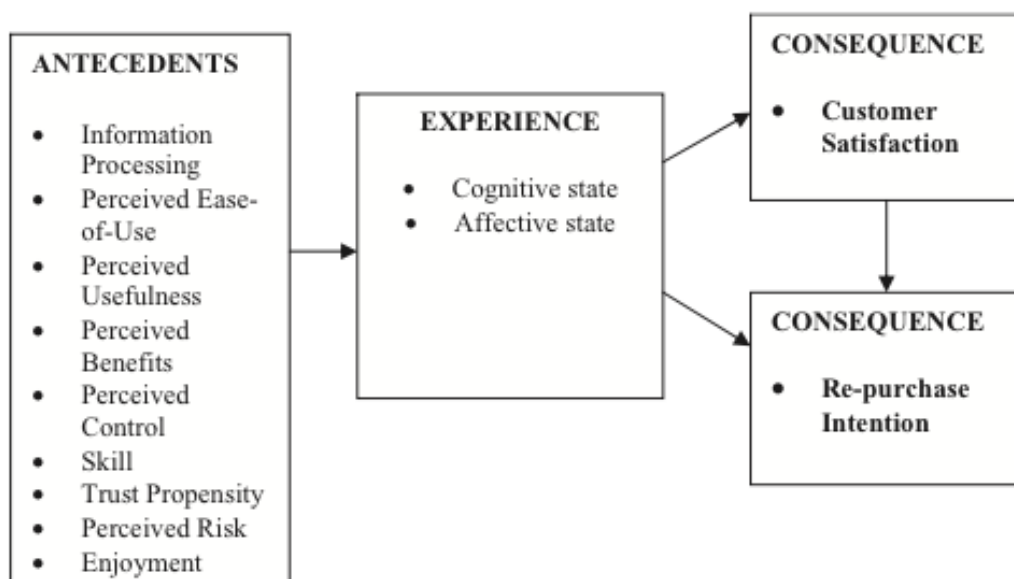 ANTECEDENTS
• Information
Processing
• Perceived Ease-
of-Use
• Perceived
Usefulness
• Perceived
Benefits
• Perceived
Control
• Skill
• Trust Propensity
• Perceived Risk
• Enjoyment
EXPERIENCE
• Cognitive state
• Affective state
CONSEQUENCE
• Customer
Satisfaction
CONSEQUENCE
• Re-purchase
Intention